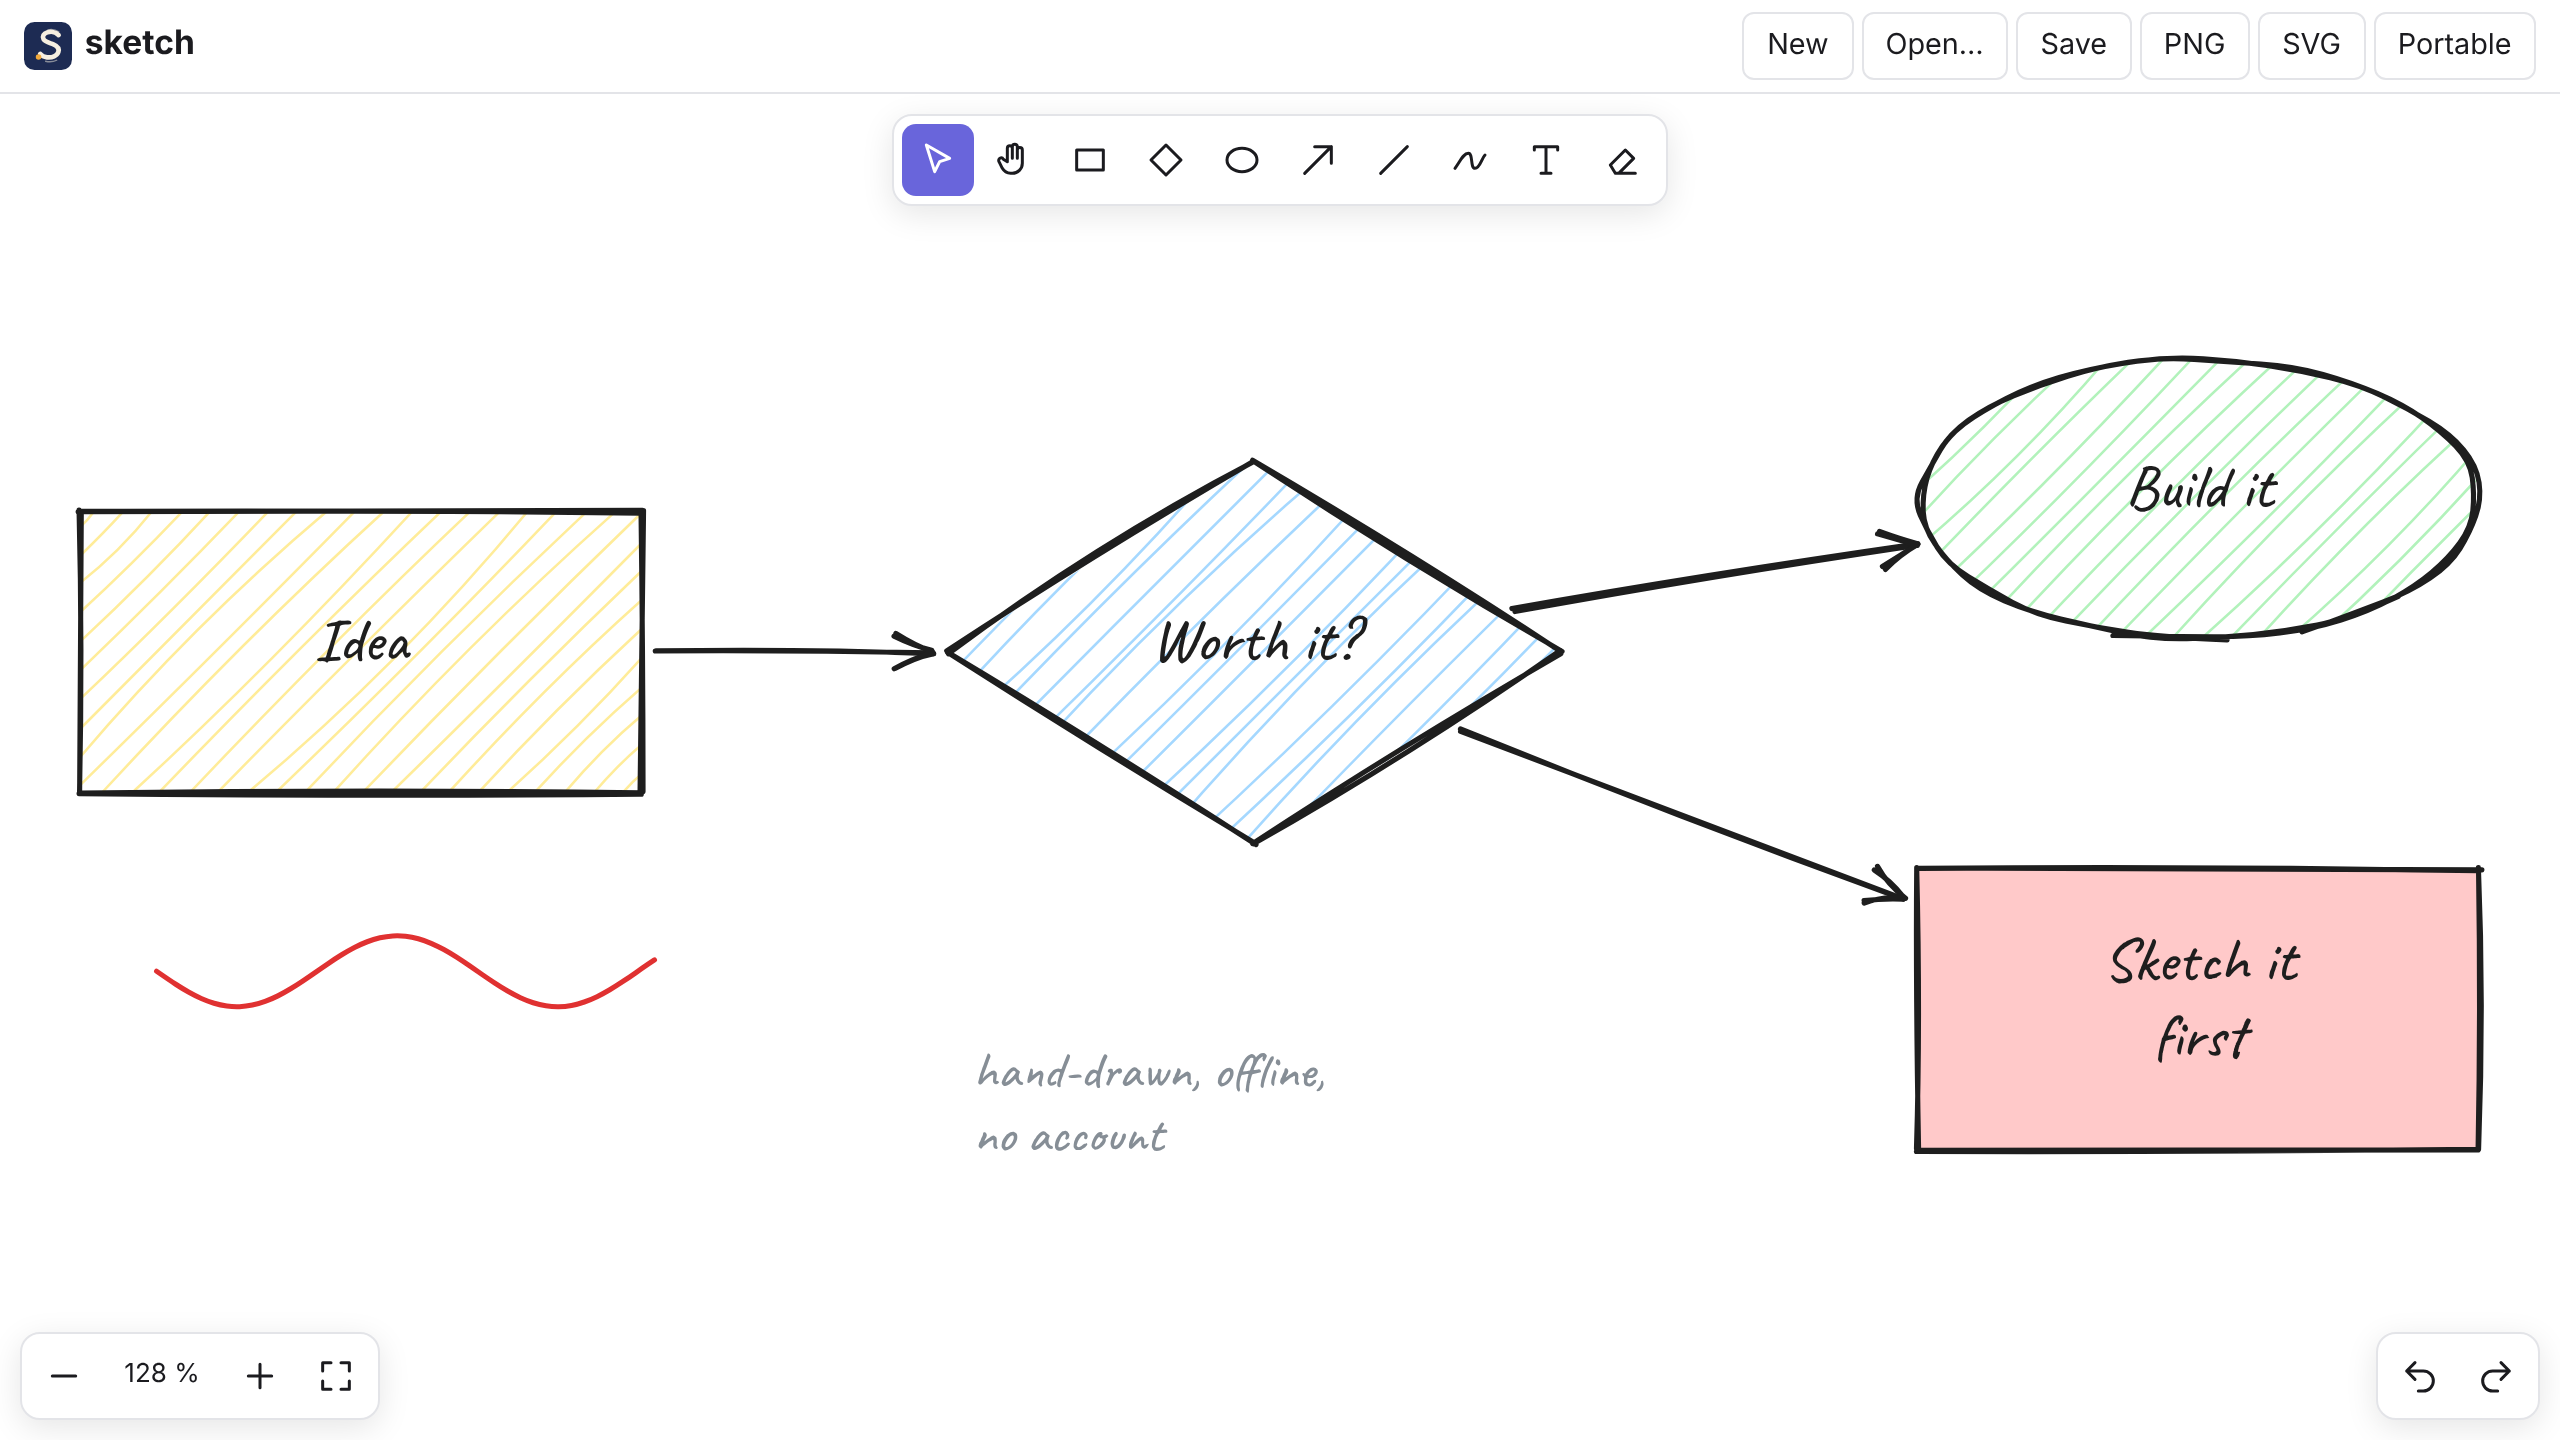 sketch
New
Open...
Save
PNG
SVG
Portable
Build it
Idea
Worth it?
Sketch it
first
hand-drawn, offline,
no account
128 %